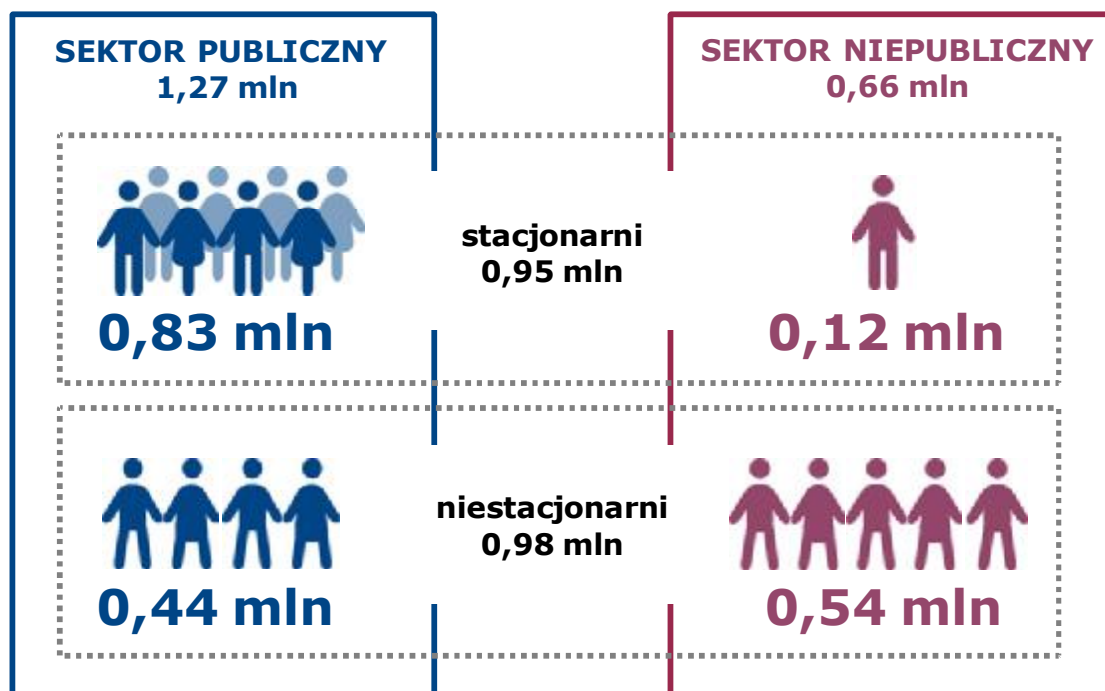 SEKTOR PUBLICZNY
1,27 mln
SEKTOR NIEPUBLICZNY
0,66 mln
stacjonarni
0,95 mln
0,83 mln
0,12 mln
niestacjonarni
0,98 mln
0,44 mln
0,54 mln